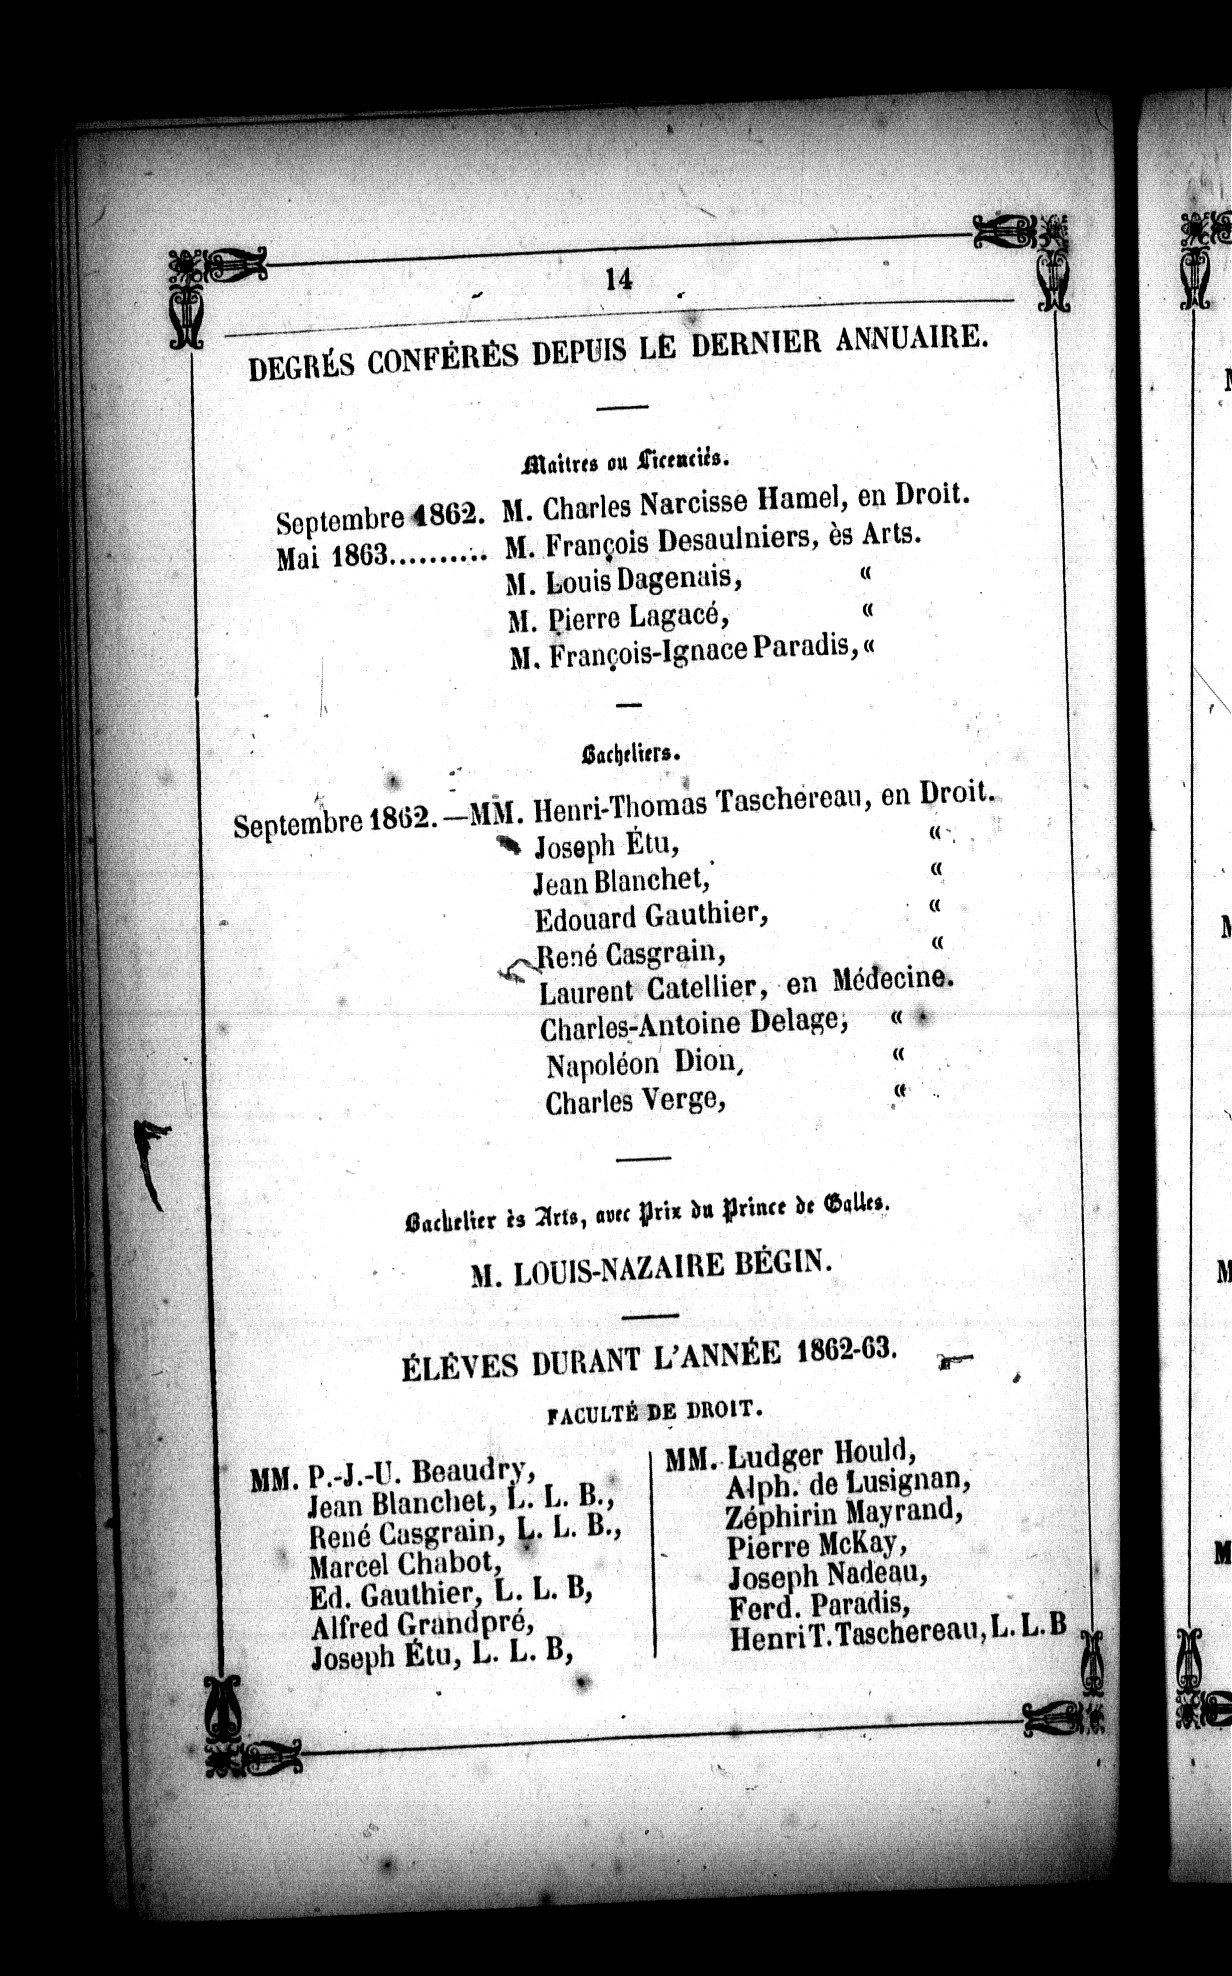 14
DEGRÉS CONFÉRÉS DEPUIS LE DERNIER ANNUAIRE.
Maitres ou Licenciés.
Septembre 1862. M. Charles Narcisse Hamel, en Droit.
Mai 1863.......... M. François Desaulniers, ès Arts.
M. Louis Dagenais, «
M. Pierre Lagacé, «
M. François-Ignace Paradis, «
Bacheliers.
Septembre 1862.—MM. Henri-Thomas Taschereau, en Droit.
Joseph Étu, «
Jean Blanchet, «
Edouard Gauthier, «
René Casgrain, «
Laurent Catellier, en Médecine.
Charles-Antoine Delage, «
Napoléon Dion, «
Charles Verge, «
Bachelier ès Arts, avec Prix du Prince de Galles.
M. LOUIS-NAZAIRE BÉGIN.
ÉLÈVES DURANT L'ANNÉE 1862-63.
FACULTÉ DE DROIT.
MM. P.-J.-U. Beaudry,
Jean Blanchet, L. L. B.,
René Casgrain, L. L. B.,
Marcel Chabot,
Ed. Gauthier, L. L. B,
Alfred Grandpré,
Joseph Étu, L. L. B,
MM. Ludger Hould,
Alph. de Lusignan,
Zéphirin Mayrand,
Pierre McKay,
Joseph Nadeau,
Ferd. Paradis,
Henri T. Taschereau, L. L. B